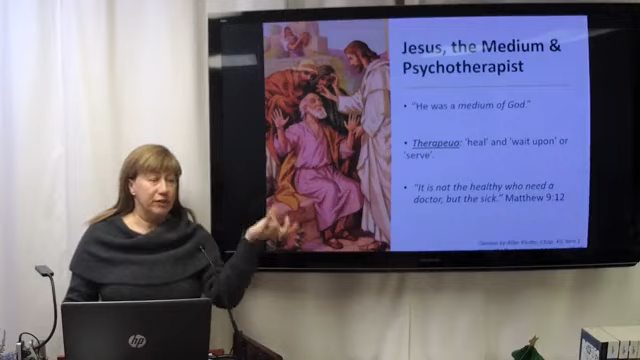 Jesus, the Medium &
Psychotherapist
• "He was a medium of God."
• Therapeuo: 'heal' and 'wait upon' or
'serve'.
• "It is not the healthy who need a
doctor, but the sick." Matthew 9:12
hp